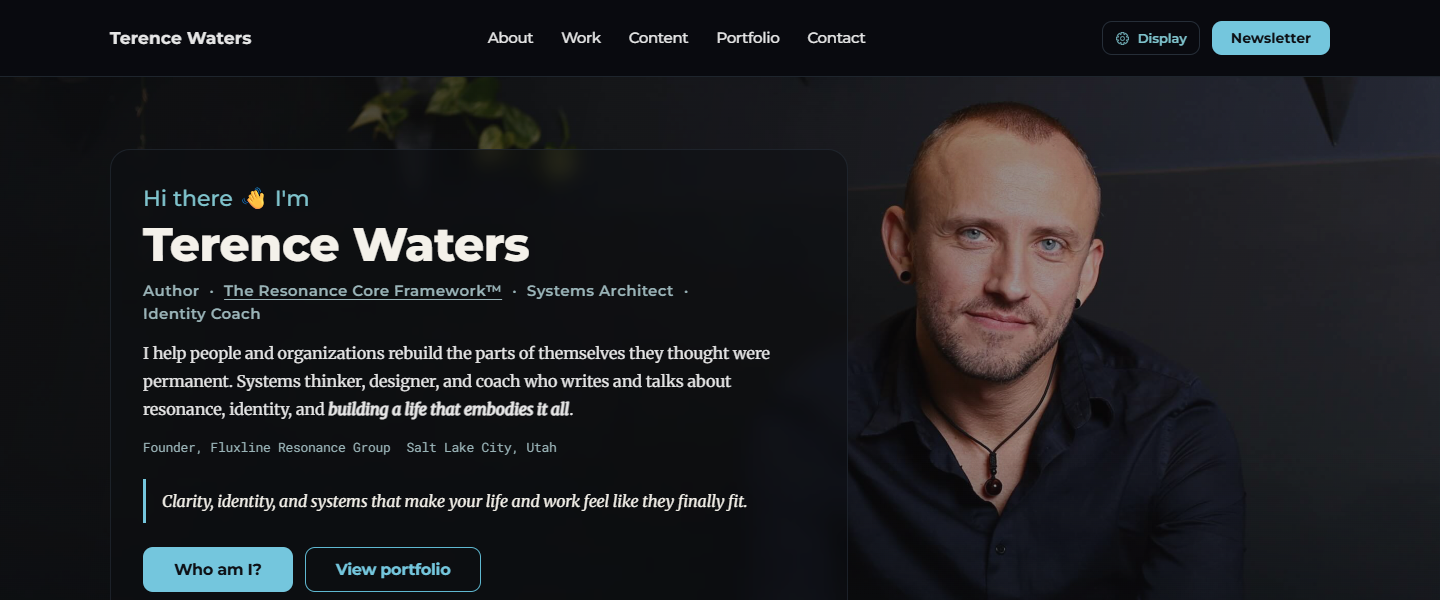 Terence Waters
About
Work
Content
Portfolio
Contact
Display
Newsletter
Hi there 👋 I'm
Terence Waters
Author · The Resonance Core Framework™ · Systems Architect ·
Identity Coach
I help people and organizations rebuild the parts of themselves they thought were
permanent. Systems thinker, designer, and coach who writes and talks about
resonance, identity, and building a life that embodies it all.
Founder, Fluxline Resonance Group Salt Lake City, Utah
Clarity, identity, and systems that make your life and work feel like they finally fit.
Who am I?
View portfolio